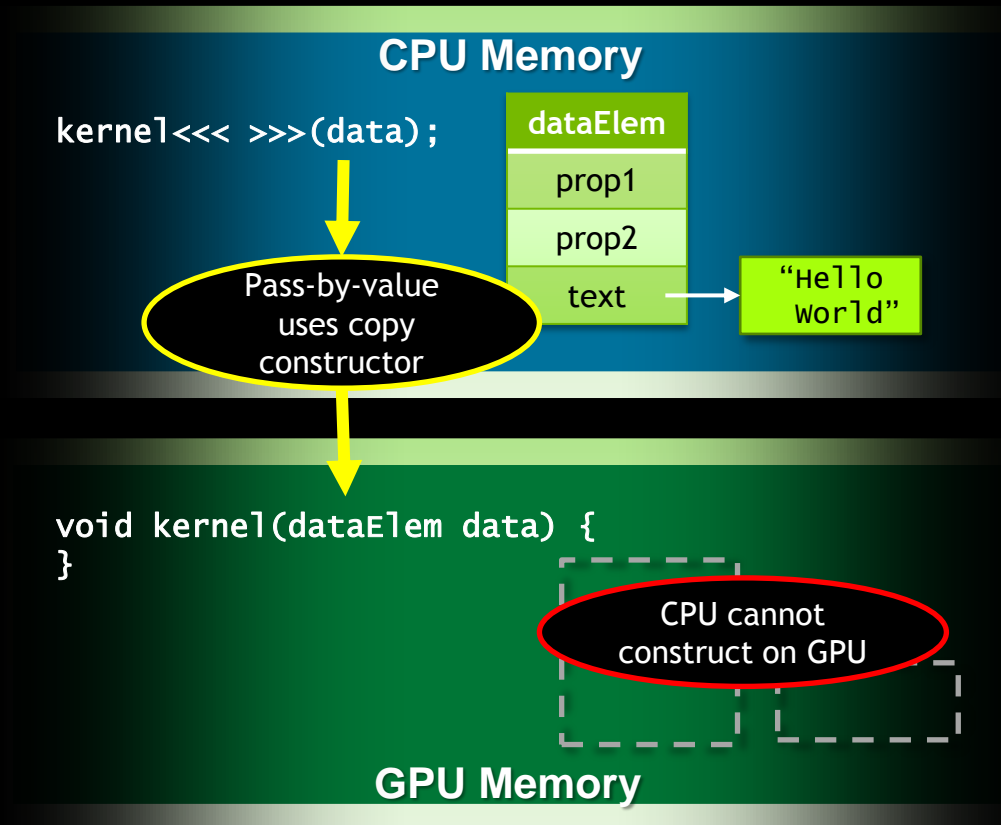 CPU Memory
kernel<<< >>>(data);
dataElem
prop1
prop2
text
“Hello
World”
Pass-by-value
uses copy
constructor
void kernel(dataElem data) {
}
CPU cannot
construct on GPU
GPU Memory